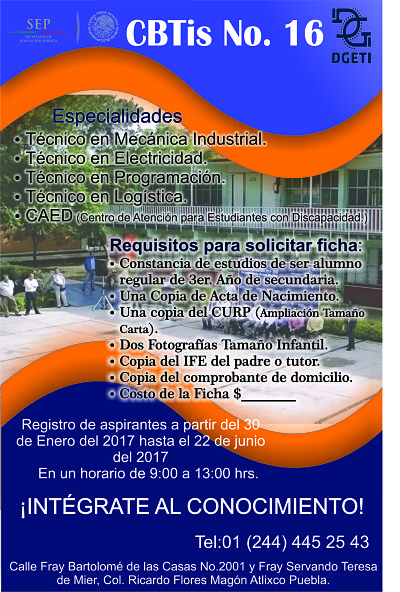 SEP
SECRETARÍA DE
EDUCACIÓN PÚBLICA
CBTis No. 16
DGETI
Especialidades
• Técnico en Mecánica Industrial.
• Técnico en Electricidad.
• Técnico en Programación.
• Técnico en Logística.
• CAED (Centro de Atención para Estudiantes con Discapacidad.)
Requisitos para solicitar ficha:
• Constancia de estudios de ser alumno
regular de 3er. Año de secundaria.
• Una Copia de Acta de Nacimiento.
• Una copia del CURP (Ampliación Tamaño
Carta).
• Dos Fotografías Tamaño Infantil.
• Copia del IFE del padre o tutor.
• Copia del comprobante de domicilio.
• Costo de la Ficha $________
Registro de aspirantes a partir del 30
de Enero del 2017 hasta el 22 de junio
del 2017
En un horario de 9:00 a 13:00 hrs.
¡INTÉGRATE AL CONOCIMIENTO!
Tel:01 (244) 445 25 43
Calle Fray Bartolomé de las Casas No.2001 y Fray Servando Teresa
de Mier, Col. Ricardo Flores Magón Atlixco Puebla.